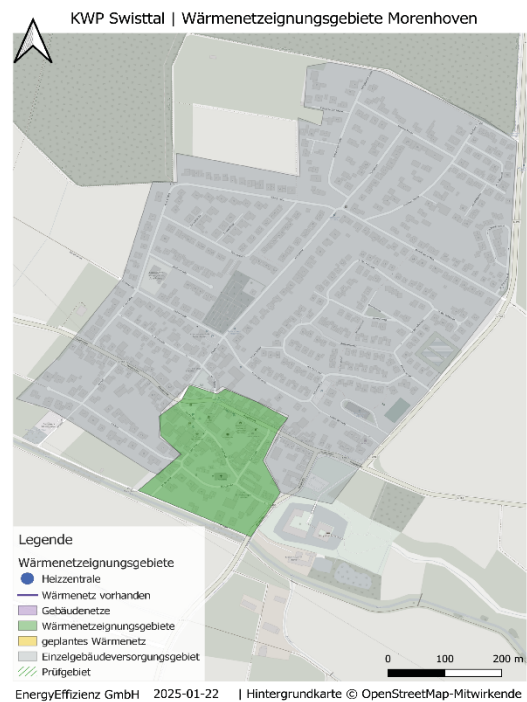 KWP Swisttal | Wärmenetzeignungsgebiete Morenhoven
Legende
Wärmenetzeignungsgebiete
Heizzentrale
Wärmenetz vorhanden
Gebäudenetze
Wärmenetzeignungsgebiete
geplantes Wärmenetz
Einzelgebäudeversorgungsgebiet
Prüfgebiet
0 100 200 m
EnergyEffizienz GmbH 2025-01-22 | Hintergrundkarte © OpenStreetMap-Mitwirkende